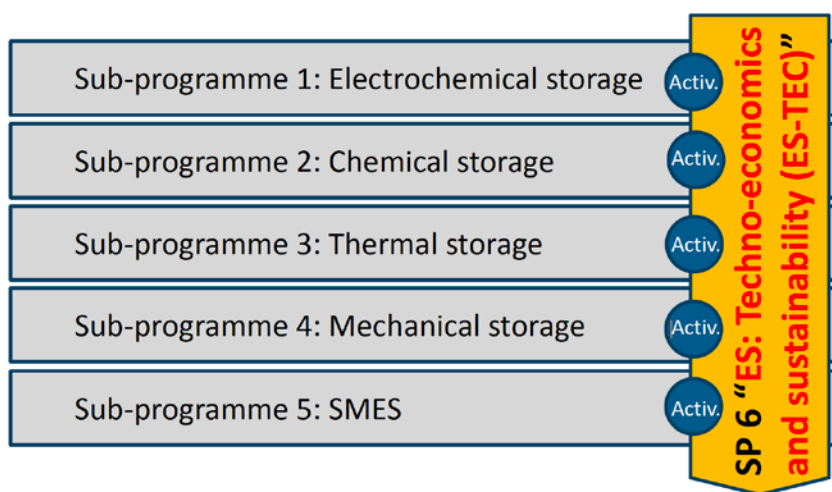 Sub-programme 1: Electrochemical storage
Activ.
Sub-programme 2: Chemical storage
Activ.
Sub-programme 3: Thermal storage
Activ.
Sub-programme 4: Mechanical storage
Activ.
Sub-programme 5: SMES
Activ.
SP 6 “ES: Techno-economics
and sustainability (ES-TEC)”